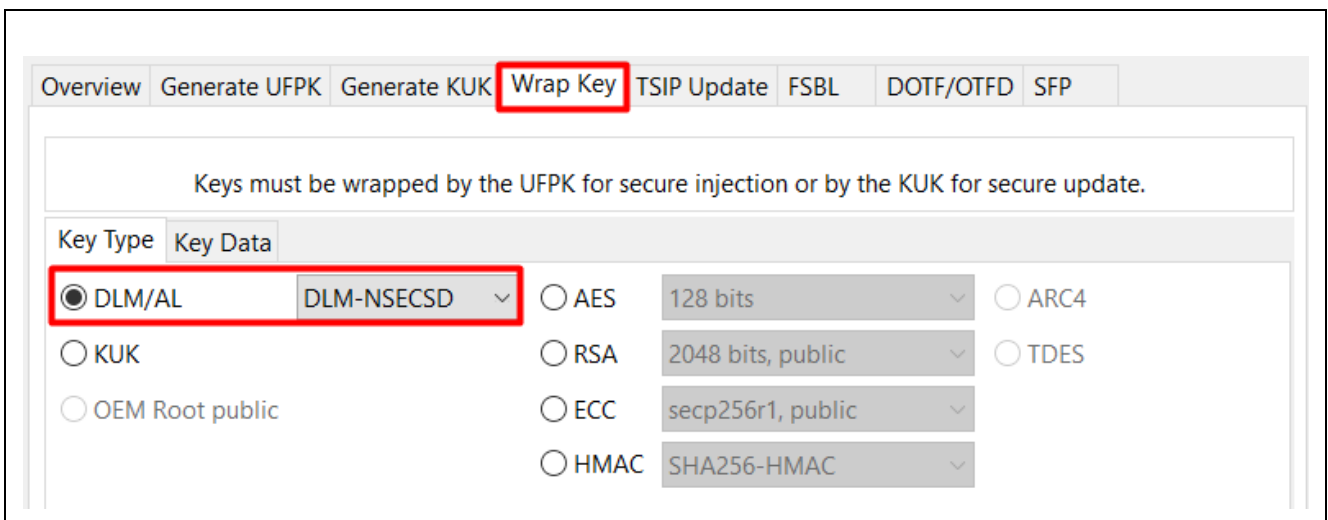 Overview Generate UFPK Generate KUK Wrap Key TSIP Update FSBL DOTF/OTFD SFP
Keys must be wrapped by the UFPK for secure injection or by the KUK for secure update.
Key Type Key Data
DLM/AL DLM-NSECSD AES 128 bits ARC4
KUK RSA 2048 bits, public TDES
OEM Root public ECC secp256r1, public
HMAC SHA256-HMAC